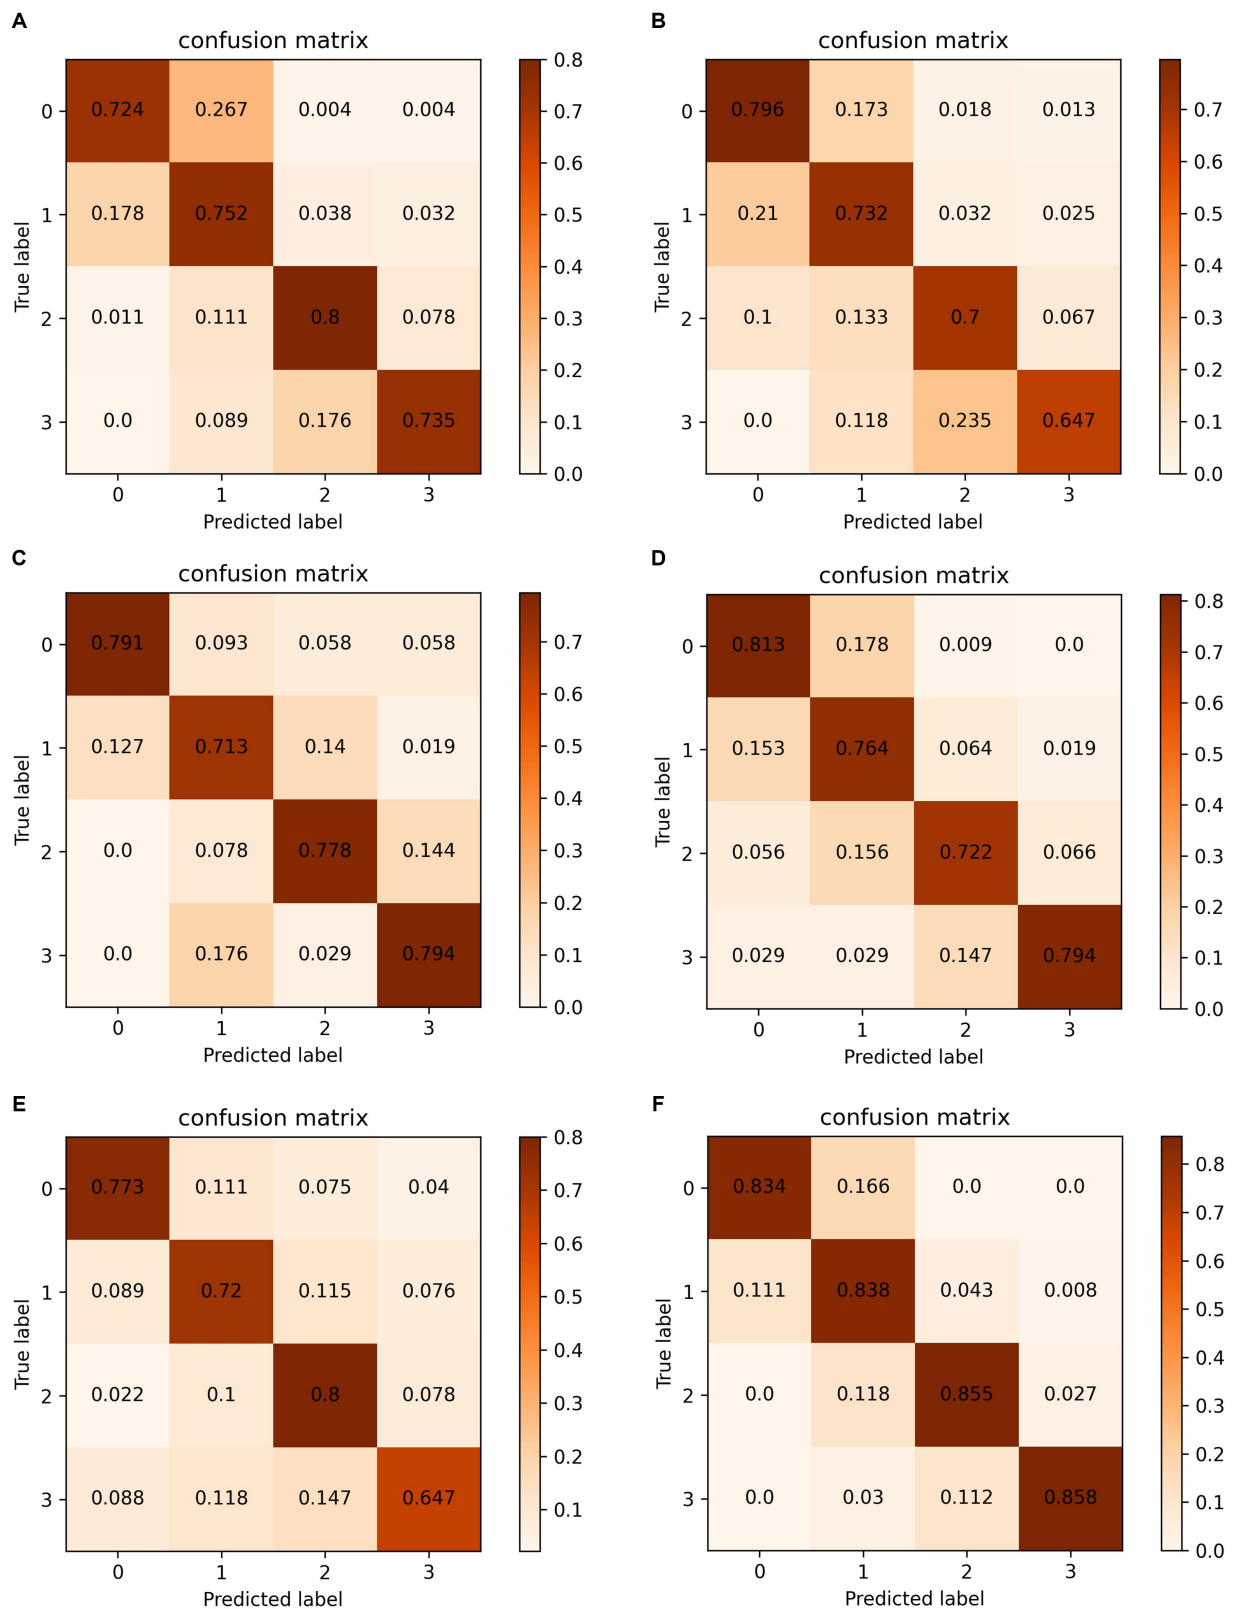 A
confusion matrix
0.724 0.267 0.004 0.004
0.178 0.752 0.038 0.032
0.011 0.111 0.8 0.078
0.0 0.089 0.176 0.735
0
1
2
3
True label
0 1 2 3
Predicted label
0.8
0.7
0.6
0.5
0.4
0.3
0.2
0.1
0.0
B
confusion matrix
0.796 0.173 0.018 0.013
0.21 0.732 0.032 0.025
0.1 0.133 0.7 0.067
0.0 0.118 0.235 0.647
0
1
2
3
True label
0 1 2 3
Predicted label
0.7
0.6
0.5
0.4
0.3
0.2
0.1
0.0
C
confusion matrix
0.791 0.093 0.058 0.058
0.127 0.713 0.14 0.019
0.0 0.078 0.778 0.144
0.0 0.176 0.029 0.794
0
1
2
3
True label
0 1 2 3
Predicted label
0.7
0.6
0.5
0.4
0.3
0.2
0.1
0.0
D
confusion matrix
0.813 0.178 0.009 0.0
0.153 0.764 0.064 0.019
0.056 0.156 0.722 0.066
0.029 0.029 0.147 0.794
0
1
2
3
True label
0 1 2 3
Predicted label
0.8
0.7
0.6
0.5
0.4
0.3
0.2
0.1
0.0
E
confusion matrix
0.773 0.111 0.075 0.04
0.089 0.72 0.115 0.076
0.022 0.1 0.8 0.078
0.088 0.118 0.147 0.647
0
1
2
3
True label
0 1 2 3
Predicted label
0.8
0.7
0.6
0.5
0.4
0.3
0.2
0.1
F
confusion matrix
0.834 0.166 0.0 0.0
0.111 0.838 0.043 0.008
0.0 0.118 0.855 0.027
0.0 0.03 0.112 0.858
0
1
2
3
True label
0 1 2 3
Predicted label
0.8
0.7
0.6
0.5
0.4
0.3
0.2
0.1
0.0